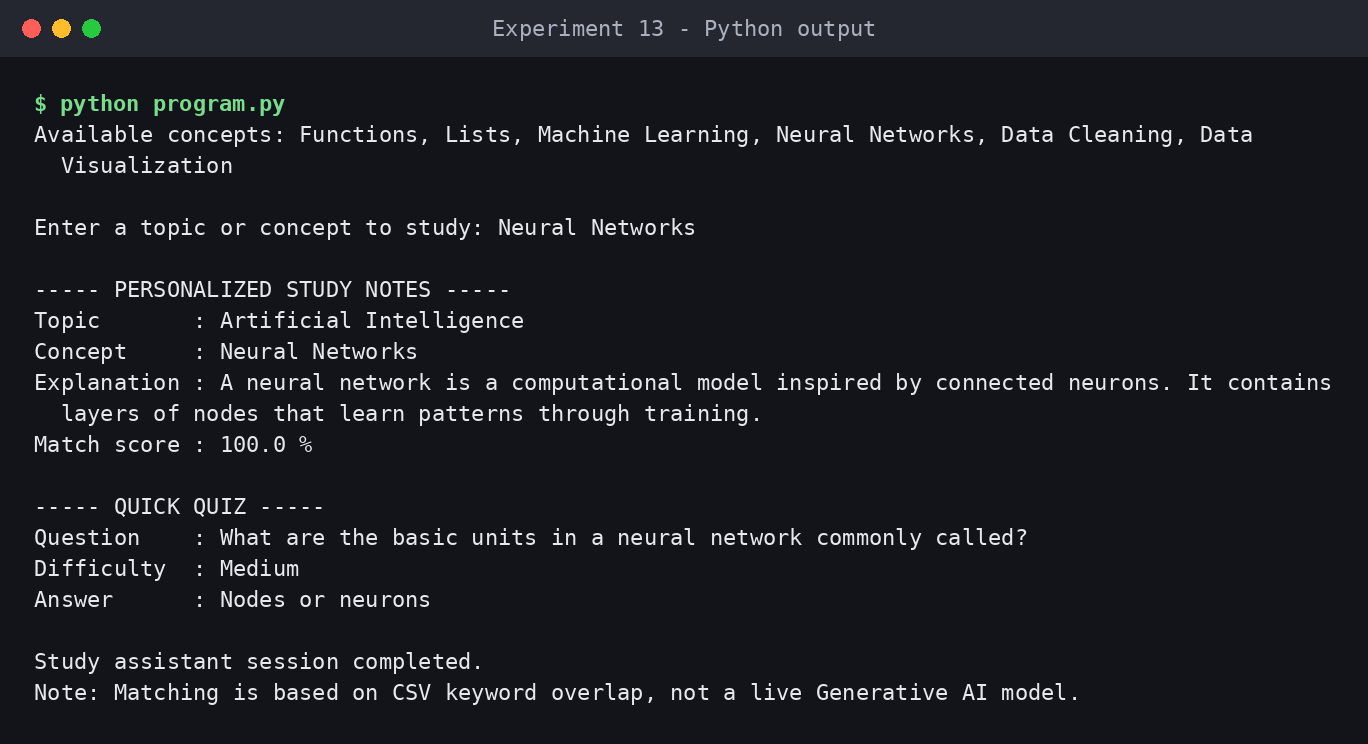 Experiment 13 - Python output
$ python program.py
Available concepts: Functions, Lists, Machine Learning, Neural Networks, Data Cleaning, Data
  Visualization
Enter a topic or concept to study: Neural Networks
----- PERSONALIZED STUDY NOTES -----
Topic       : Artificial Intelligence
Concept     : Neural Networks
Explanation : A neural network is a computational model inspired by connected neurons. It contains
  layers of nodes that learn patterns through training.
Match score : 100.0 %
----- QUICK QUIZ -----
Question    : What are the basic units in a neural network commonly called?
Difficulty  : Medium
Answer      : Nodes or neurons
Study assistant session completed.
Note: Matching is based on CSV keyword overlap, not a live Generative AI model.